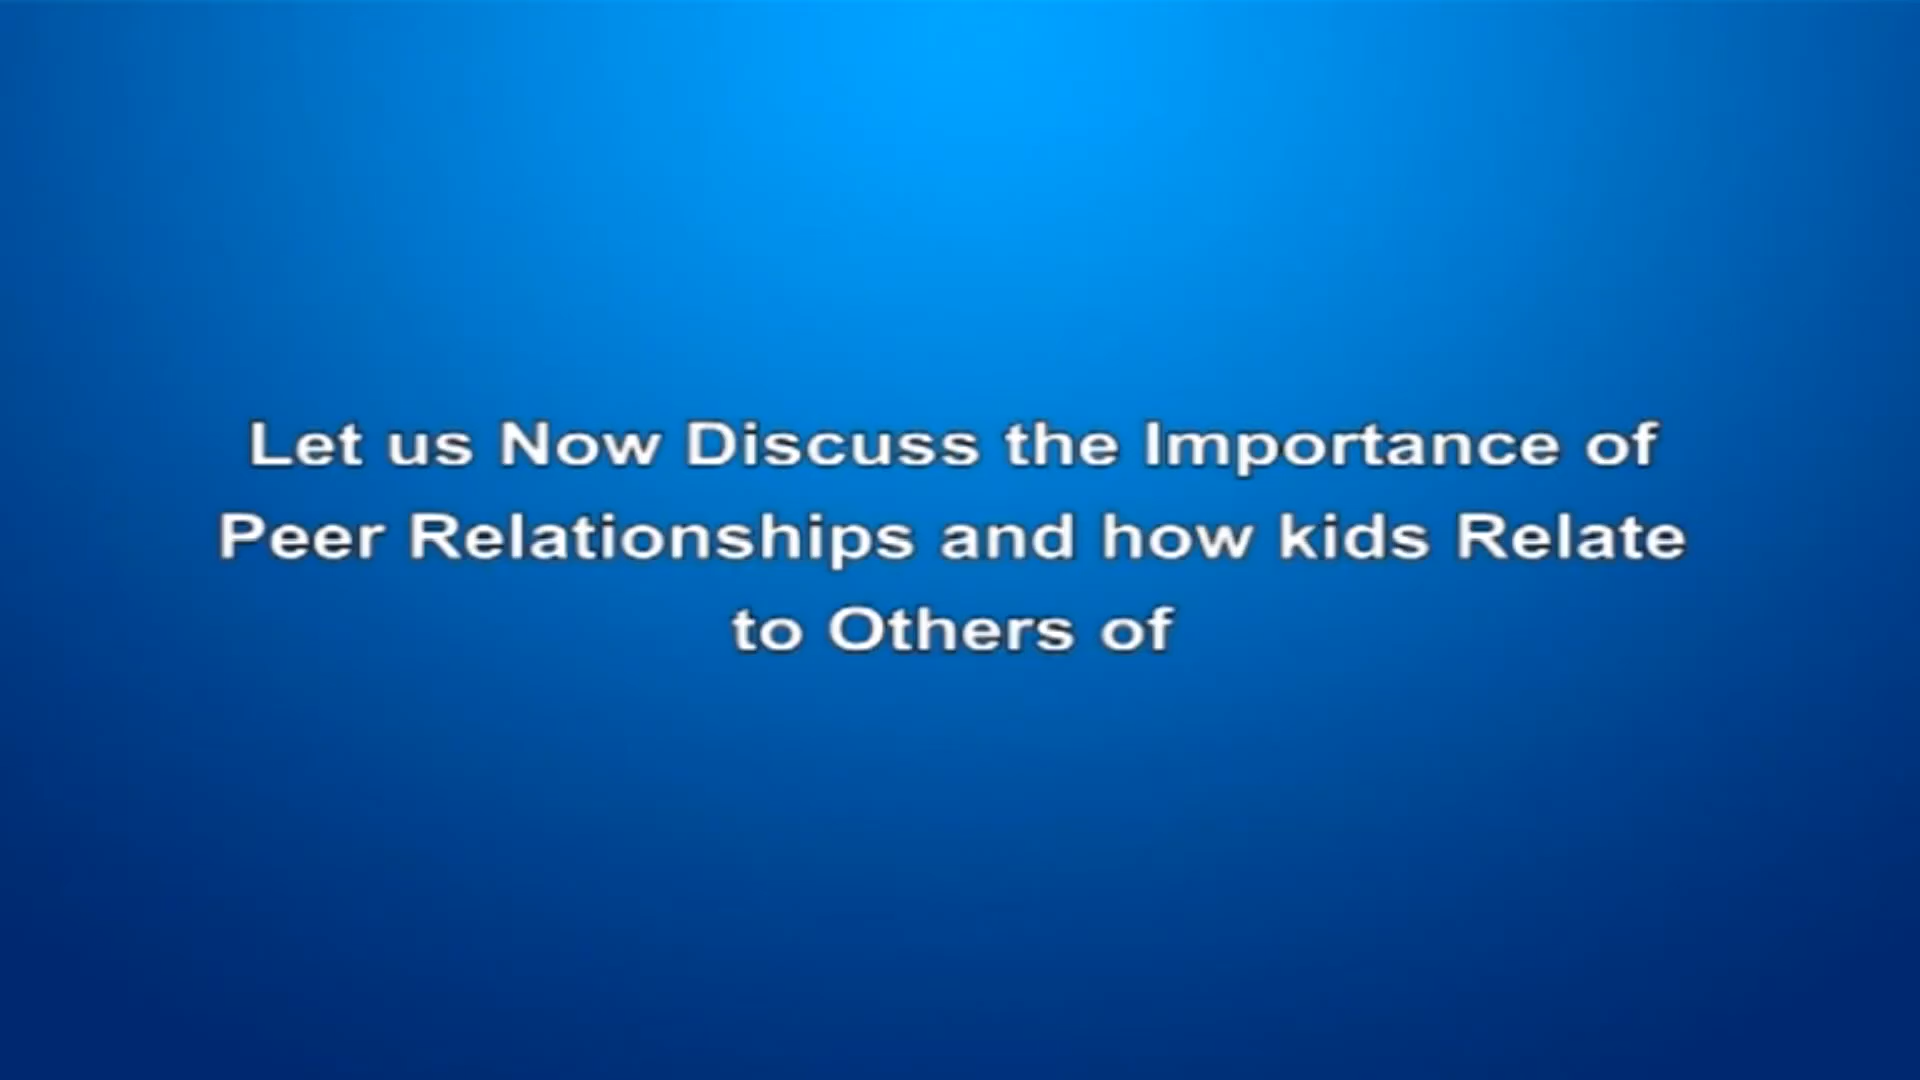 Let us Now Discuss the Importance of
Peer Relationships and how kids Relate
to Others of